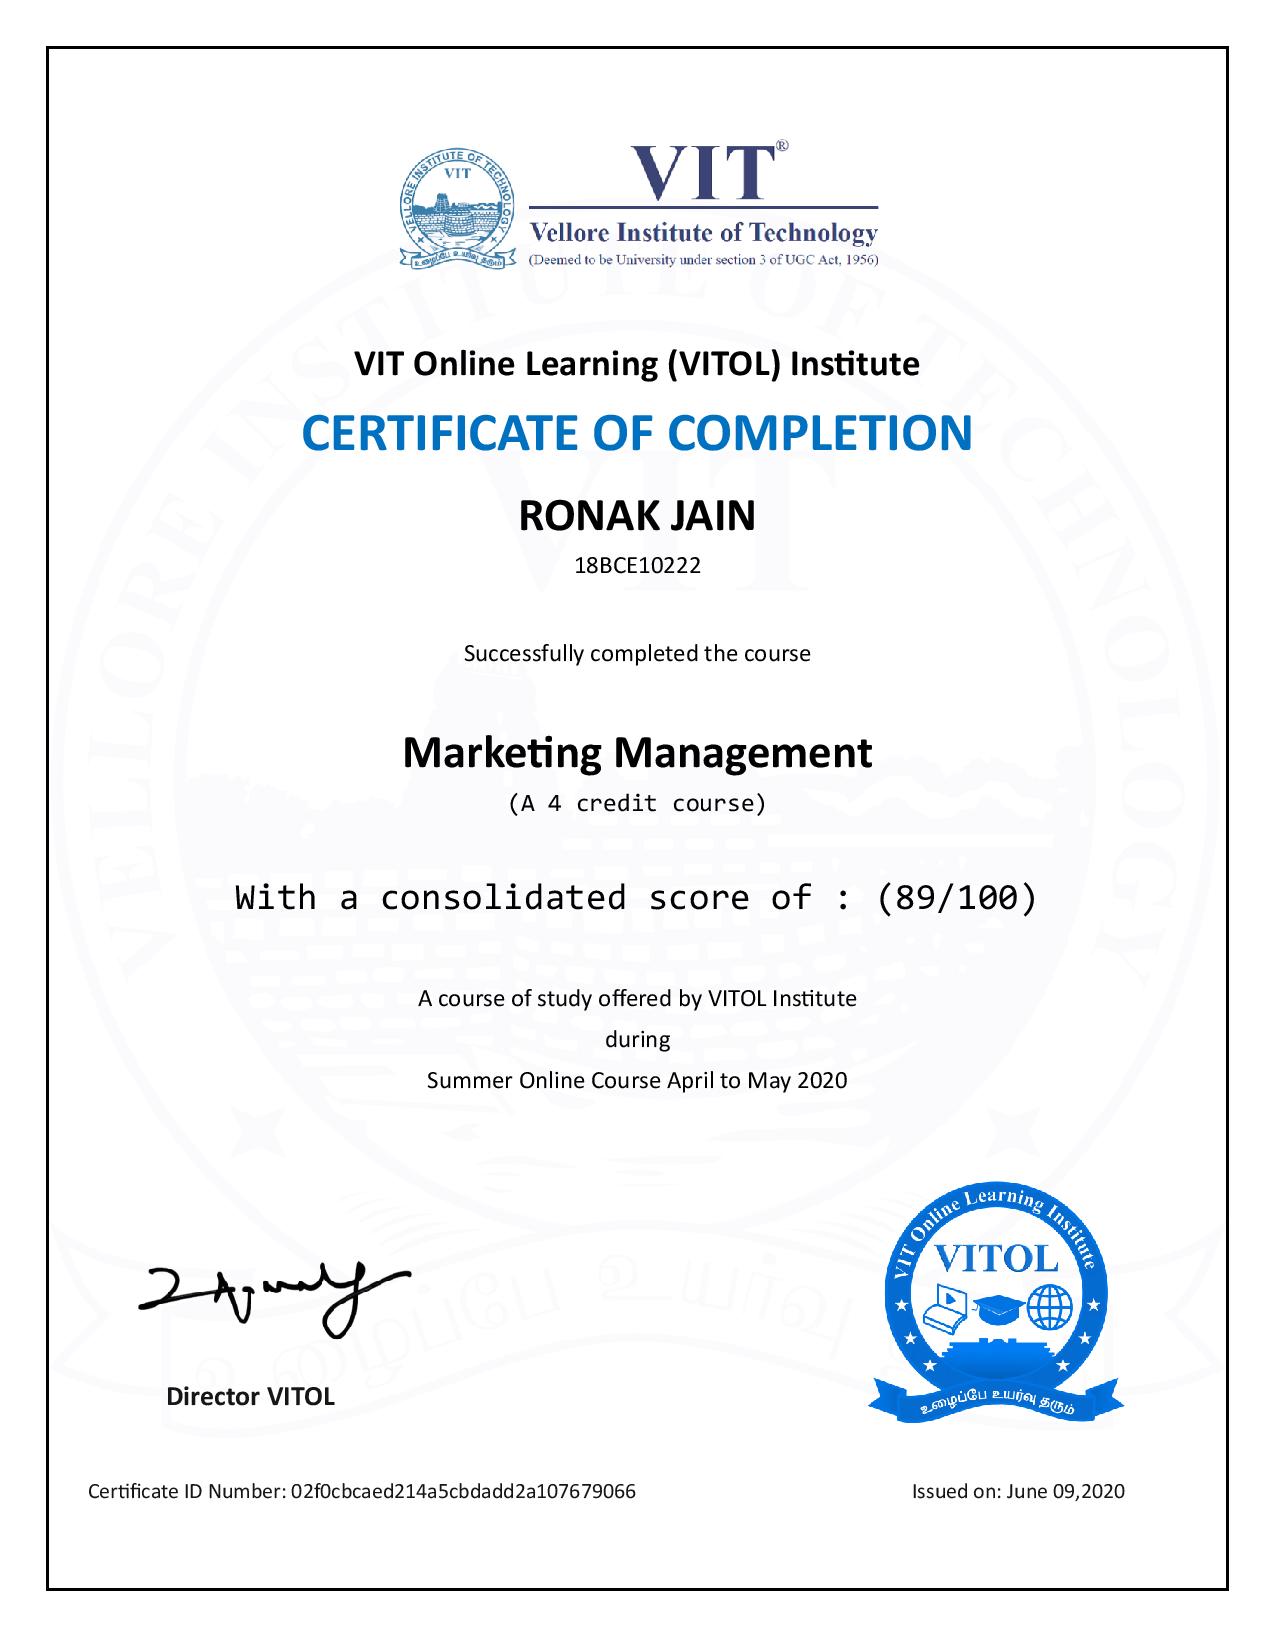 VELLORE INSTITUTE OF TECHNOLOGY
VIT
உழைப்பே உயர்வு தரும்
VIT®
Vellore Institute of Technology
(Deemed to be University under section 3 of UGC Act, 1956)
VIT Online Learning (VITOL) Institute
CERTIFICATE OF COMPLETION
RONAK JAIN
18BCE10222
Successfully completed the course
Marketing Management
(A 4 credit course)
With a consolidated score of : (89/100)
A course of study offered by VITOL Institute
during
Summer Online Course April to May 2020
Director VITOL
VIT Online Learning Institute
VITOL
உழைப்பே உயர்வு தரும்
Certificate ID Number: 02f0cbcaed214a5cbdadd2a107679066
Issued on: June 09,2020